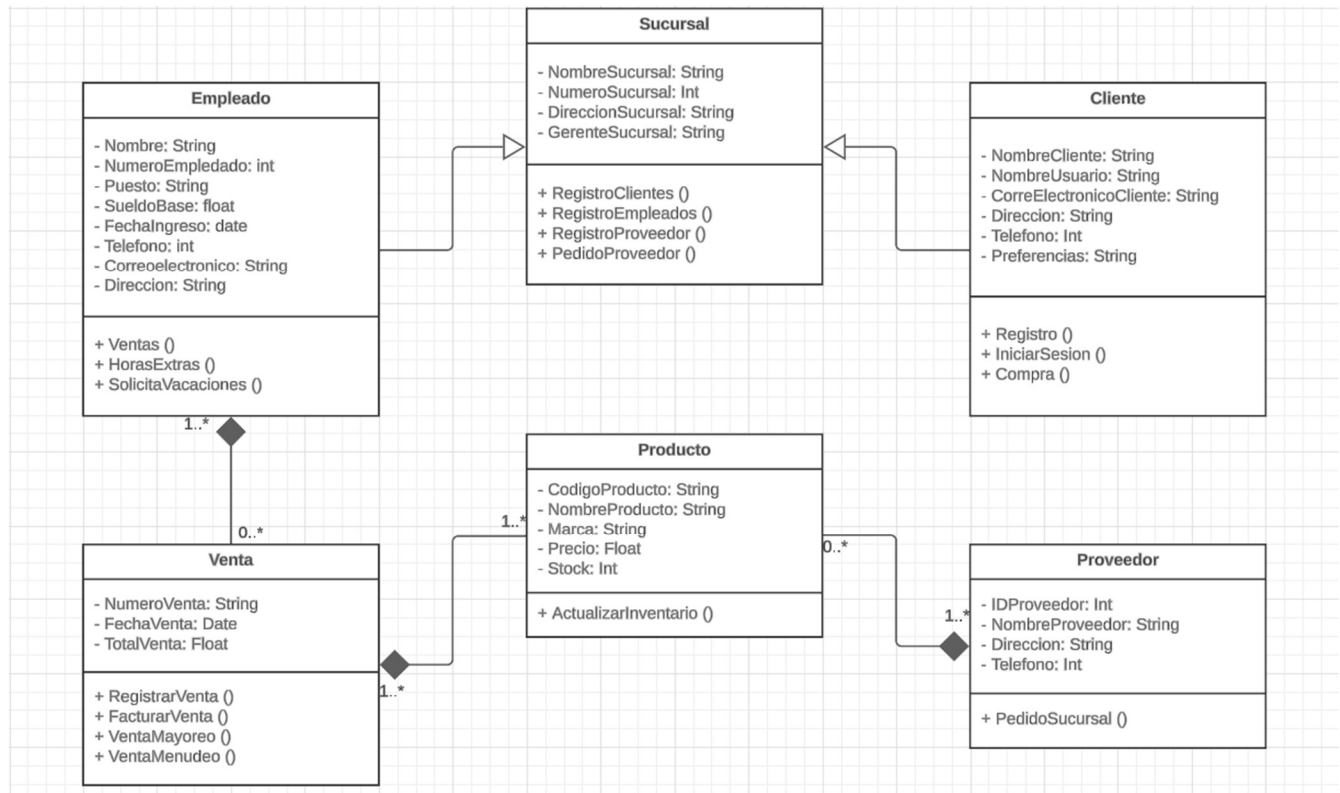 Sucursal
- NombreSucursal: String
- NumeroSucursal: Int
- DireccionSucursal: String
- GerenteSucursal: String
+ RegistroClientes ()
+ RegistroEmpleados ()
+ RegistroProveedor ()
+ PedidoProveedor ()
Empleado
- Nombre: String
- NumeroEmpledado: int
- Puesto: String
- SueldoBase: float
- FechaIngreso: date
- Telefono: int
- Correoelectronico: String
- Direccion: String
+ Ventas ()
+ HorasExtras ()
+ SolicitaVacaciones ()
Cliente
- NombreCliente: String
- NombreUsuario: String
- CorreElectronicoCliente: String
- Direccion: String
- Telefono: Int
- Preferencias: String
+ Registro ()
+ IniciarSesion ()
+ Compra ()
1..*
0..*
Venta
- NumeroVenta: String
- FechaVenta: Date
- TotalVenta: Float
+ RegistrarVenta ()
+ FacturarVenta ()
+ VentaMayoreo ()
+ VentaMenudeo ()
1..*
1..*
Producto
- CodigoProducto: String
- NombreProducto: String
- Marca: String
- Precio: Float
- Stock: Int
+ ActualizarInventario ()
0..*
1..*
Proveedor
- IDProveedor: Int
- NombreProveedor: String
- Direccion: String
- Telefono: Int
+ PedidoSucursal ()